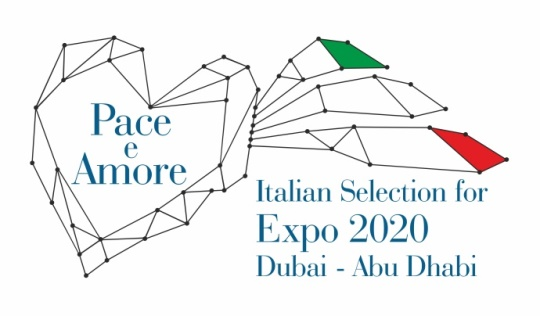 Pace
e
Amore
Italian Selection for
Expo 2020
Dubai - Abu Dhabi